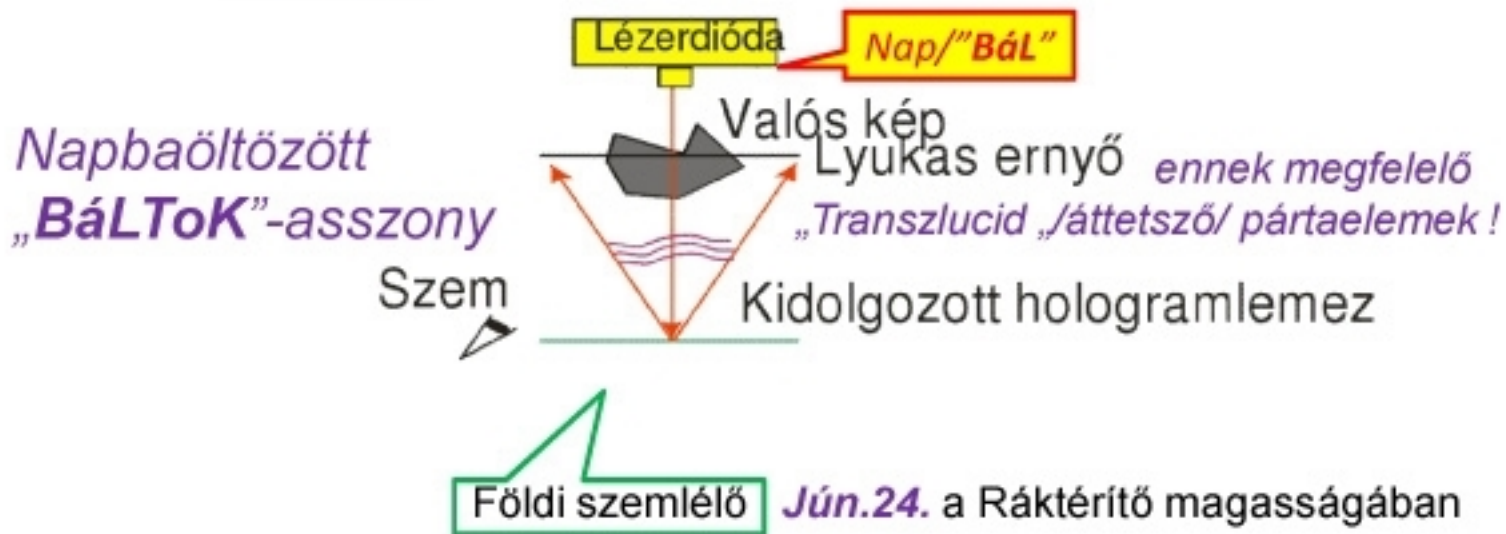 Lézerdióda
Nap/"BáL"
Valós kép
Napbaöltözött
„BáLToK”-asszony
Lyukas ernyő ennek megfelelő
„Transzlucid „/áttetsző/ pártaelemek !
Szem
Kidolgozott hologramlemez
Földi szemlélő Jún.24. a Ráktérítő magasságában